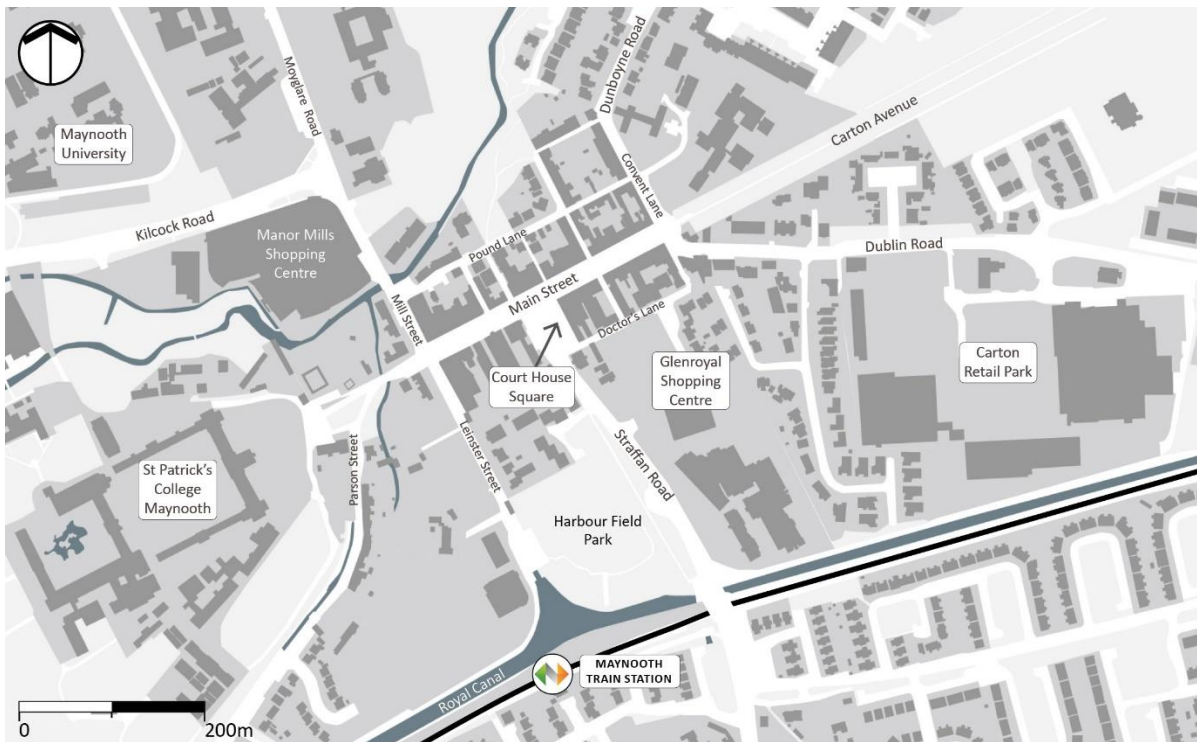 Moyglare Road
Dunboyne Road
Maynooth
University
Carton Avenue
Convent Lane
Kilcock Road
Manor Mills
Shopping
Centre
Pound Lane
Dublin Road
Main Street
Mill Street
Doctor's Lane
Court House
Square
Glenroyal
Shopping
Centre
Carton
Retail Park
Leinster Street
Straffan Road
Parson Street
St Patrick's
College
Maynooth
Harbour Field
Park
Royal Canal
MAYNOOTH
TRAIN STATION
0
200m